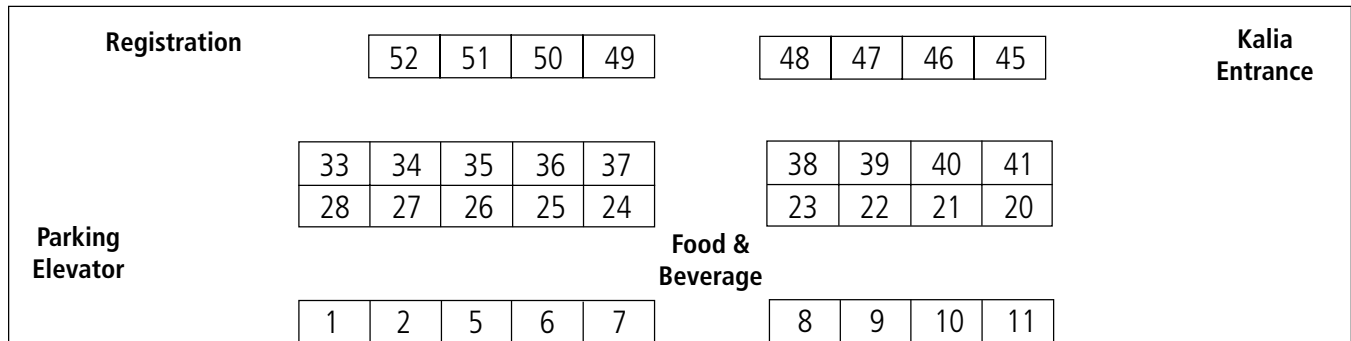 Registration
52 51 50 49
48 47 46 45
Kalia
Entrance
33 34 35 36 37
38 39 40 41
28 27 26 25 24
23 22 21 20
Parking
Elevator
Food &
Beverage
1 2 5 6 7
8 9 10 11